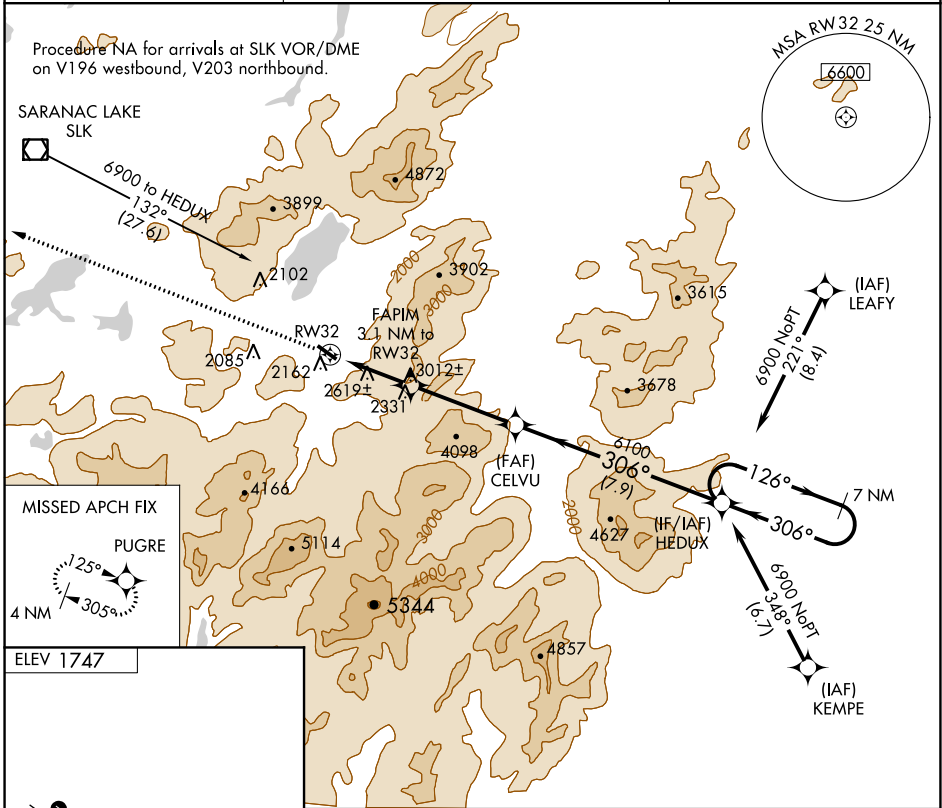 Procedure NA for arrivals at SLK VOR/DME
on V196 westbound, V203 northbound.
MSA RW32 25 NM
6600
SARANAC LAKE
SLK
6900 to HEDUX
132°
(27.6)
4872
3899
2102
2000
3902
3000
3615
(IAF)
LEAFY
6900 NoPT
221°
(8.4)
FAPIM
3.1 NM to
RW32
RW32
2085
2162
2619±
3012±
2331
3678
4098
(FAF)
CELVU
6100
306°
(7.9)
126°
7 NM
306°
(IF/IAF)
HEDUX
2000
4627
4166
3000
5114
4000
5344
4857
6900 NoPT
348°
(6.7)
(IAF)
KEMPE
MISSED APCH FIX
PUGRE
125°
305°
4 NM
ELEV 1747